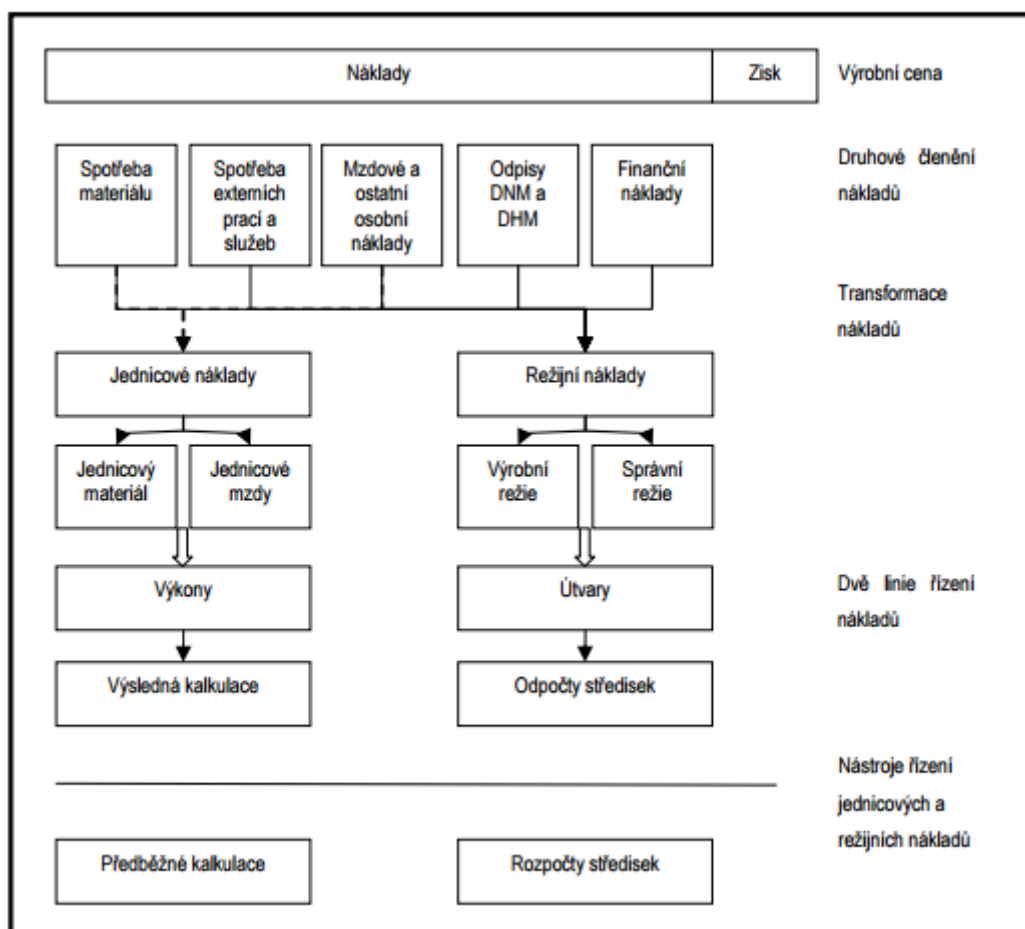 Náklady
Zisk
Výrobní cena
Spotřeba
materiálu
Spotřeba
externích
prací a
služeb
Mzdové a
ostatní
osobní
náklady
Odpisy
DNM a
DHM
Finanční
náklady
Druhové členění
nákladů
Transformace
nákladů
Jednicové náklady
Režijní náklady
Jednicový
materiál
Jednicové
mzdy
Výrobní
režie
Správní
režie
Výkony
Útvary
Dvě linie řízení
nákladů
Výsledná kalkulace
Odpočty středisek
Nástroje řízení
jednicových a
režijních nákladů
Předběžné kalkulace
Rozpočty středisek